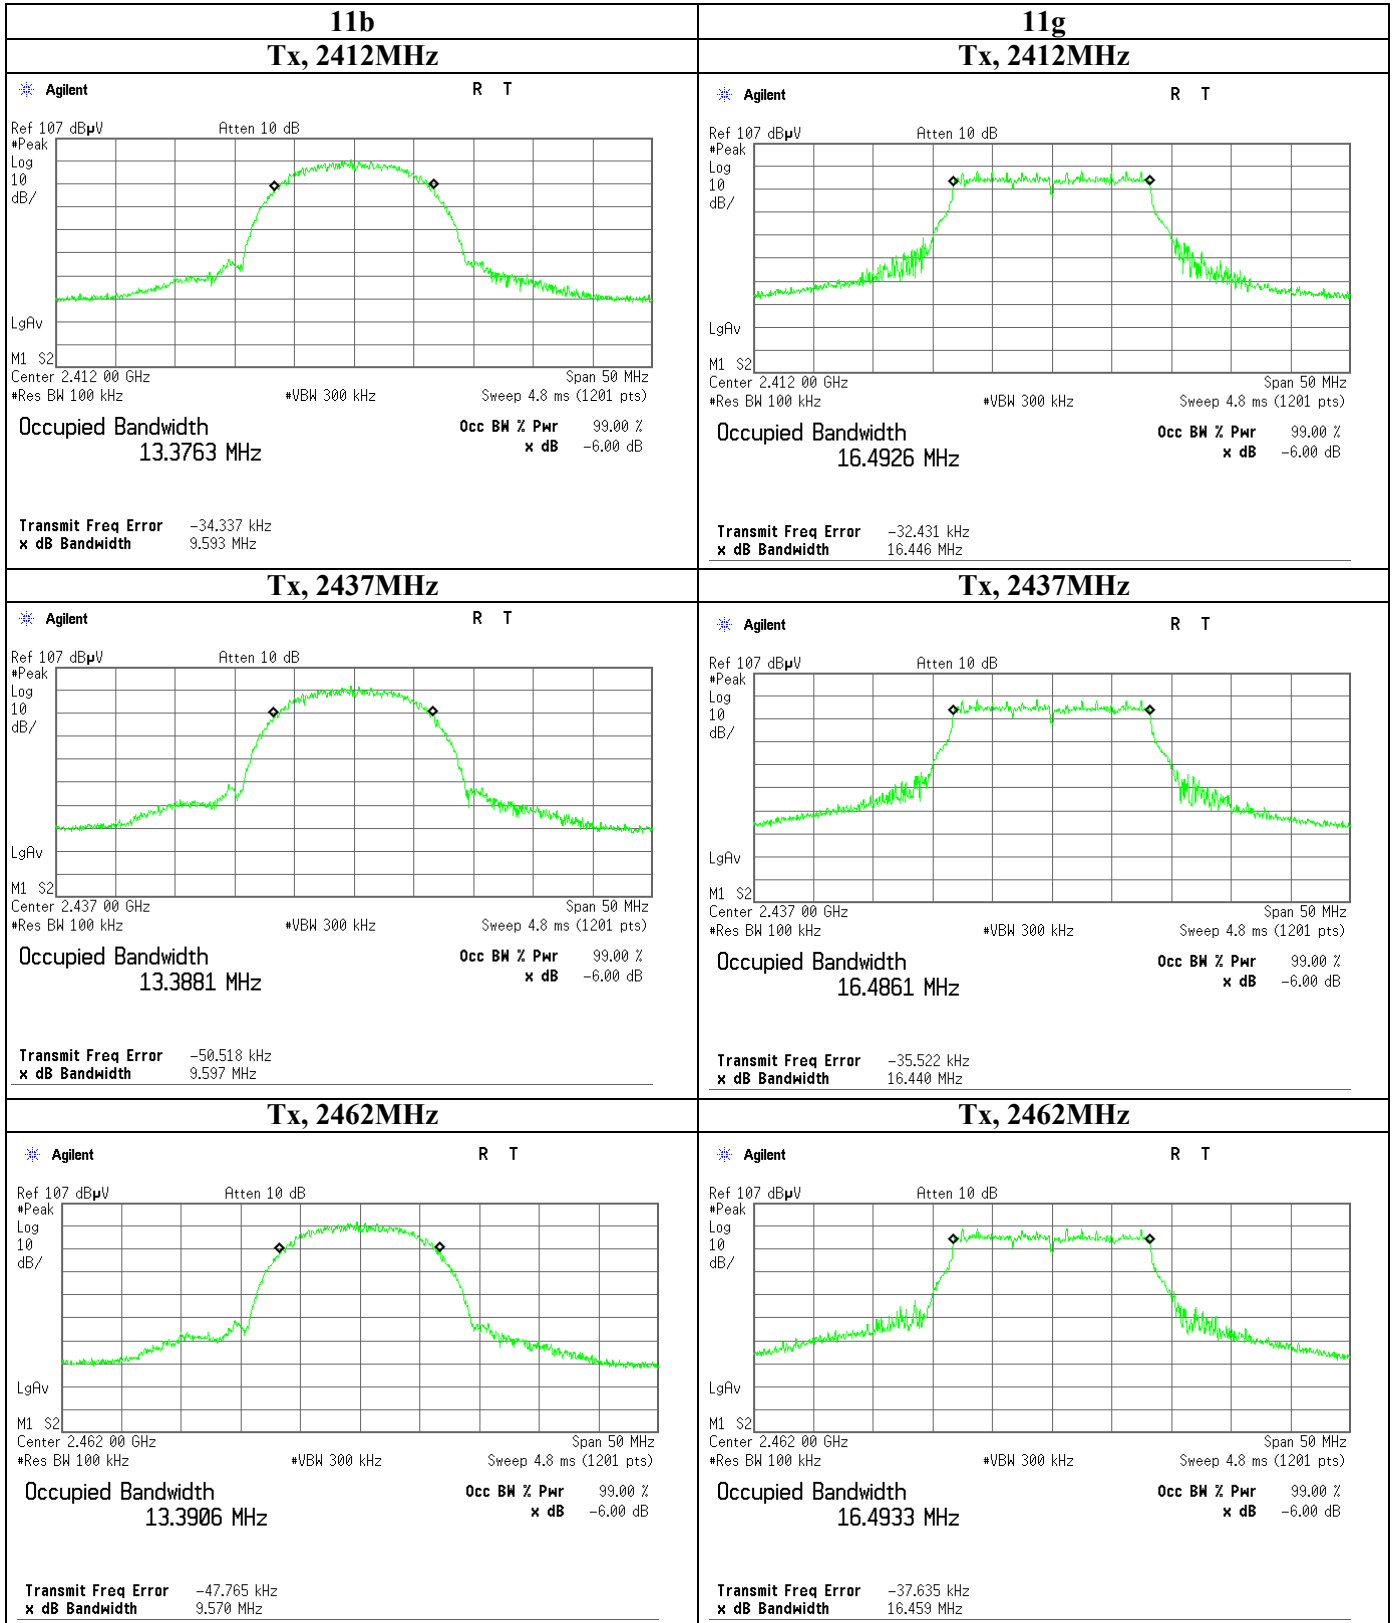 11b
11g
Tx, 2412MHz
Tx, 2412MHz
Agilent
R T
Ref 107 dBµV
Atten 10 dB
#Peak
Log
10
dB/
LgAv
M1 S2
Center 2.412 00 GHz
Span 50 MHz
#Res BW 100 kHz
#VBW 300 kHz
Sweep 4.8 ms (1201 pts)
Occupied Bandwidth
13.3763 MHz
Occ BW % Pwr 99.00 %
x dB -6.00 dB
Transmit Freq Error -34.337 kHz
x dB Bandwidth 9.593 MHz
Agilent
R T
Ref 107 dBµV
Atten 10 dB
#Peak
Log
10
dB/
LgAv
M1 S2
Center 2.412 00 GHz
Span 50 MHz
#Res BW 100 kHz
#VBW 300 kHz
Sweep 4.8 ms (1201 pts)
Occupied Bandwidth
16.4926 MHz
Occ BW % Pwr 99.00 %
x dB -6.00 dB
Transmit Freq Error -32.431 kHz
x dB Bandwidth 16.446 MHz
Tx, 2437MHz
Tx, 2437MHz
Agilent
R T
Ref 107 dBµV
Atten 10 dB
#Peak
Log
10
dB/
LgAv
M1 S2
Center 2.437 00 GHz
Span 50 MHz
#Res BW 100 kHz
#VBW 300 kHz
Sweep 4.8 ms (1201 pts)
Occupied Bandwidth
13.3881 MHz
Occ BW % Pwr 99.00 %
x dB -6.00 dB
Transmit Freq Error -50.518 kHz
x dB Bandwidth 9.597 MHz
Agilent
R T
Ref 107 dBµV
Atten 10 dB
#Peak
Log
10
dB/
LgAv
M1 S2
Center 2.437 00 GHz
Span 50 MHz
#Res BW 100 kHz
#VBW 300 kHz
Sweep 4.8 ms (1201 pts)
Occupied Bandwidth
16.4861 MHz
Occ BW % Pwr 99.00 %
x dB -6.00 dB
Transmit Freq Error -35.522 kHz
x dB Bandwidth 16.440 MHz
Tx, 2462MHz
Tx, 2462MHz
Agilent
R T
Ref 107 dBµV
Atten 10 dB
#Peak
Log
10
dB/
LgAv
M1 S2
Center 2.462 00 GHz
Span 50 MHz
#Res BW 100 kHz
#VBW 300 kHz
Sweep 4.8 ms (1201 pts)
Occupied Bandwidth
13.3906 MHz
Occ BW % Pwr 99.00 %
x dB -6.00 dB
Transmit Freq Error -47.765 kHz
x dB Bandwidth 9.570 MHz
Agilent
R T
Ref 107 dBµV
Atten 10 dB
#Peak
Log
10
dB/
LgAv
M1 S2
Center 2.462 00 GHz
Span 50 MHz
#Res BW 100 kHz
#VBW 300 kHz
Sweep 4.8 ms (1201 pts)
Occupied Bandwidth
16.4933 MHz
Occ BW % Pwr 99.00 %
x dB -6.00 dB
Transmit Freq Error -37.635 kHz
x dB Bandwidth 16.459 MHz